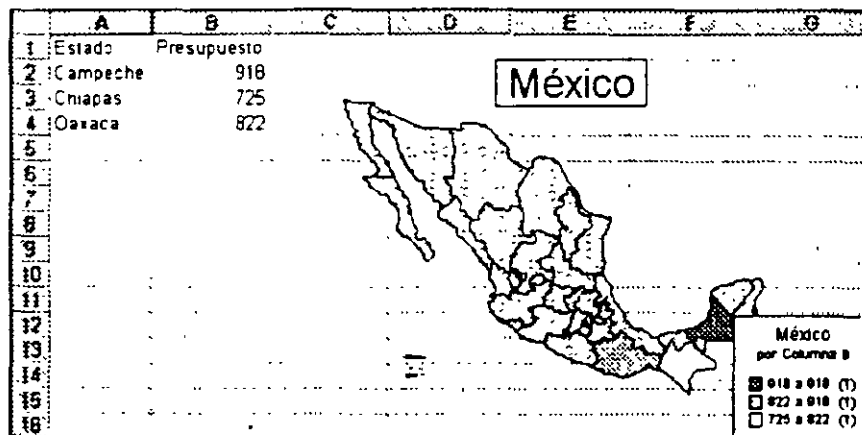 A B C D E F G
1 Estado Presupuesto
2 Campeche 918
3 Chiapas 725
4 Oaxaca 822
5
6
7
8
9
10
11
12
13
14
15
16
México
México
por Columna B
918 a 918 (1)
822 a 918 (1)
725 a 822 (1)